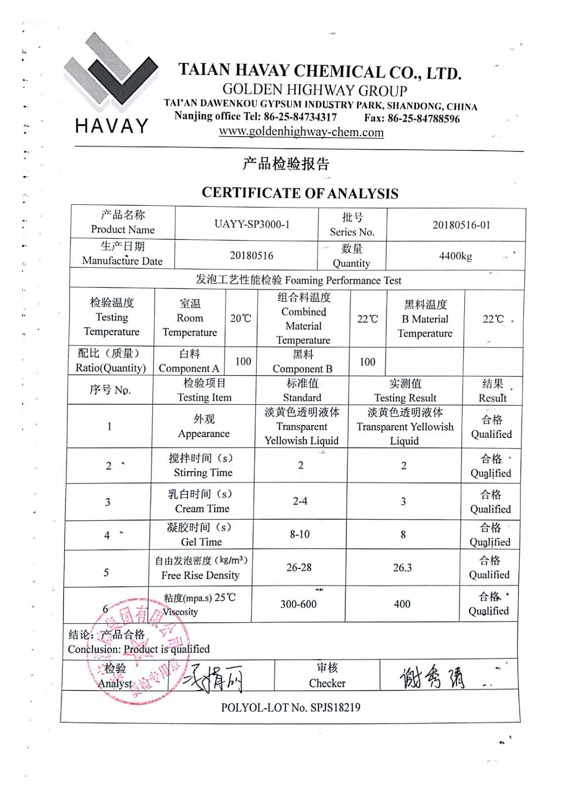 HAVAY
TAIAN HAVAY CHEMICAL CO., LTD.
GOLDEN HIGHWAY GROUP
TAI'AN DAWENKOU GYPSUM INDUSTRY PARK, SHANDONG, CHINA
Nanjing office Tel: 86-25-84734317 Fax: 86-25-84788596
www.goldenhighway-chem.com
产品检验报告
CERTIFICATE OF ANALYSIS
产品名称
Product Name
UAYY-SP3000-1
批号
Series No.
20180516-01
生产日期
Manufacture Date
20180516
数量
Quantity
4400kg
发泡工艺性能检验 Foaming Performance Test
检验温度
Testing
Temperature
室温
Room
Temperature
20℃
组合料温度
Combined
Material
Temperature
22℃
黑料温度
B Material
Temperature
22℃
配比（质量）
Ratio(Quantity)
白料
Component A
100
黑料
Component B
100
序号 No.
检验项目
Testing Item
标准值
Standard
实测值
Testing Result
结果
Result
1
外观
Appearance
淡黄色透明液体
Transparent
Yellowish Liquid
淡黄色透明液体
Transparent Yellowish
Liquid
合格
Qualified
2
搅拌时间（s）
Stirring Time
2
2
合格
Qualified
3
乳白时间（s）
Cream Time
2-4
3
合格
Qualified
4
凝胶时间（s）
Gel Time
8-10
8
合格
Qualified
5
自由发泡密度（kg/m³）
Free Rise Density
26-28
26.3
合格
Qualified
6
粘度(mpa.s) 25℃
Viscosity
300-600
400
合格
Qualified
结论：产品合格
Conclusion: Product is qualified
检验
Analyst
审核
Checker
POLYOL-LOT No. SPJS18219